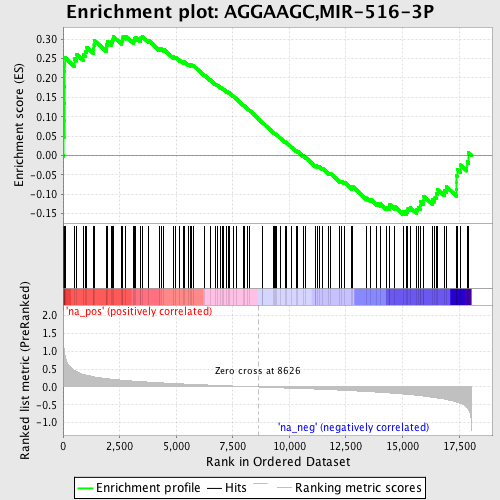 Enrichment plot: AGGAAGC,MIR-516-3P
Enrichment score (ES)
0.30
0.25
0.20
0.15
0.10
0.05
0.00
-0.05
-0.10
-0.15
'na_pos' (positively correlated)
Ranked list metric (PreRanked)
2.0
1.5
1.0
0.5
0.0
-0.5
-1.0
Zero cross at 8626
'na_neg' (negatively correlated)
0
2,500
5,000
7,500
10,000
12,500
15,000
17,500
Rank in Ordered Dataset
Enrichment profile
Hits
Ranking metric scores